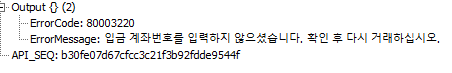 Output {} (2)
ErrorCode: 80003220
ErrorMessage: 입금 계좌번호를 입력하지 않으셨습니다. 확인 후 다시 거래하십시오.
API_SEQ: b30fe07d67cfcc3c21f3b92fdde9544f